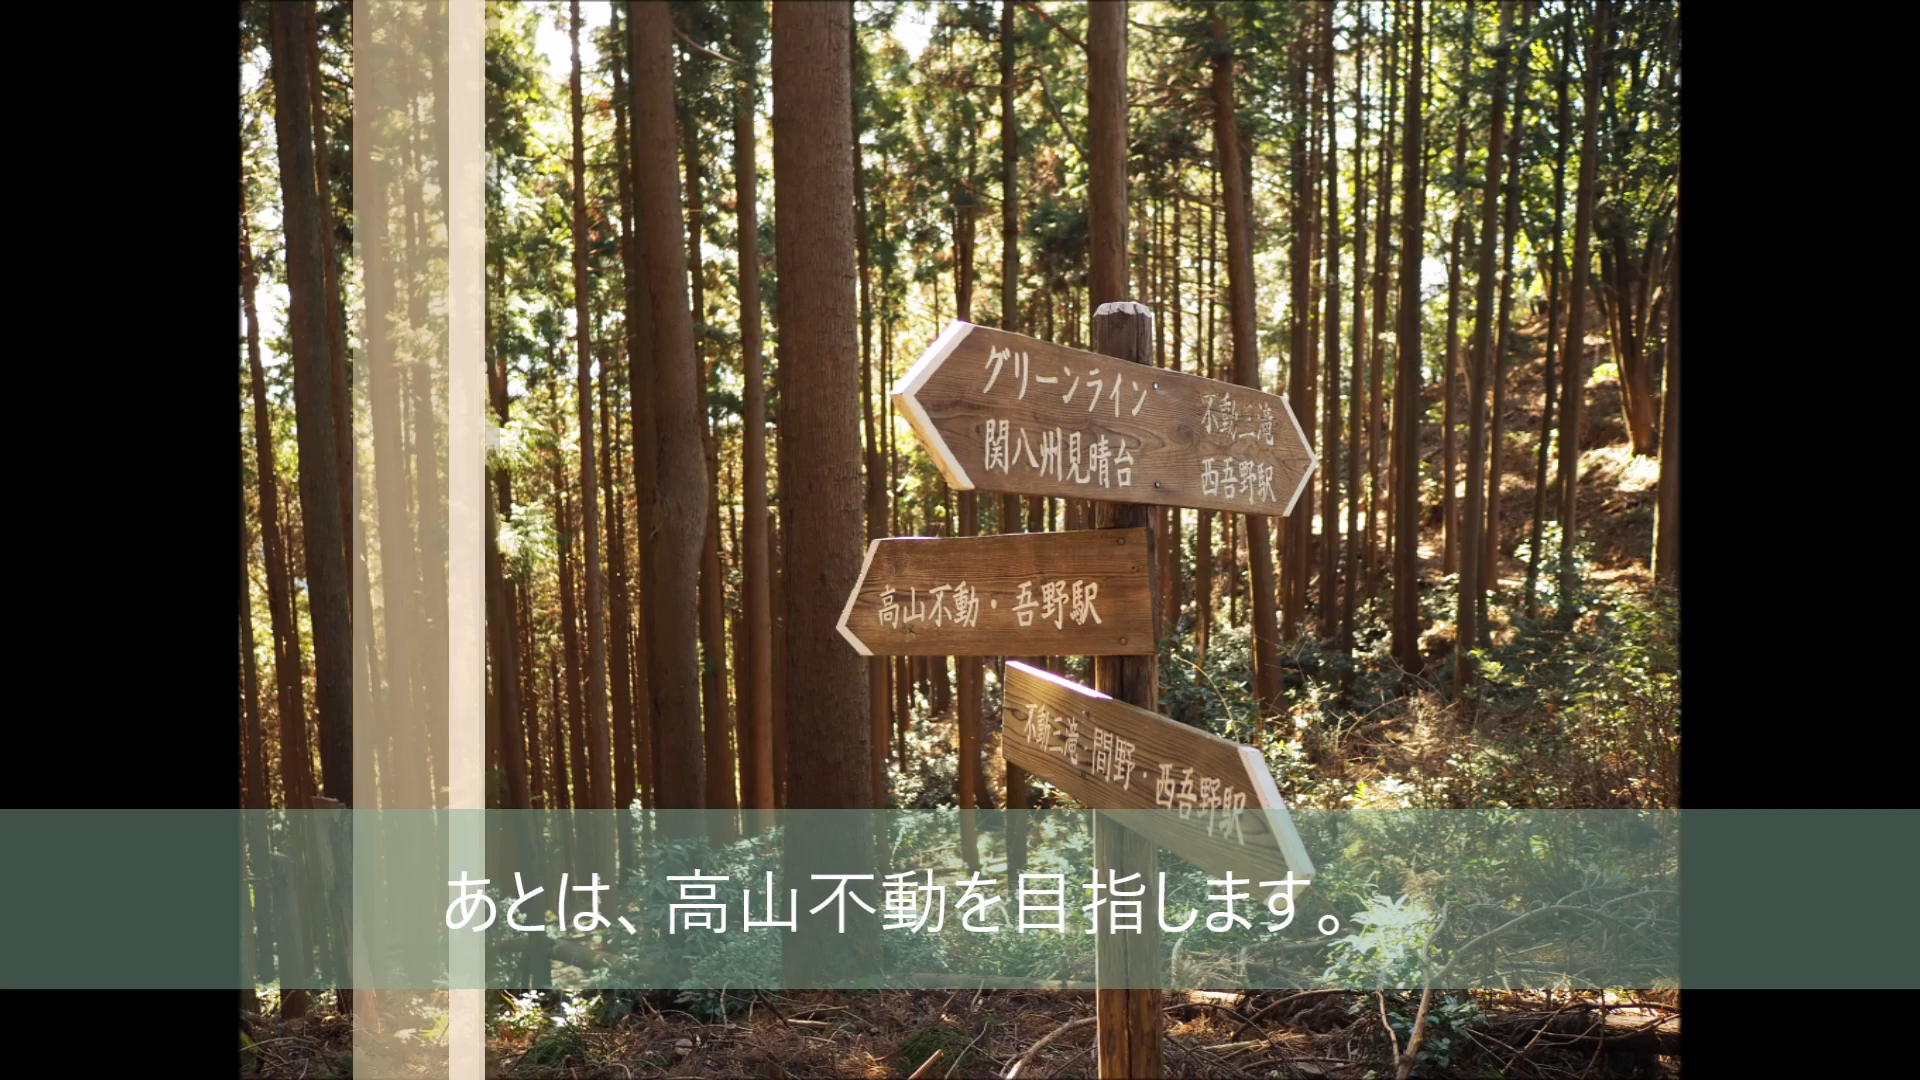 グリーンライン
関八州見晴台
不動三滝
西吾野駅
高山不動・吾野駅
不動三滝・間野・西吾野駅
あとは、高山不動を目指します。